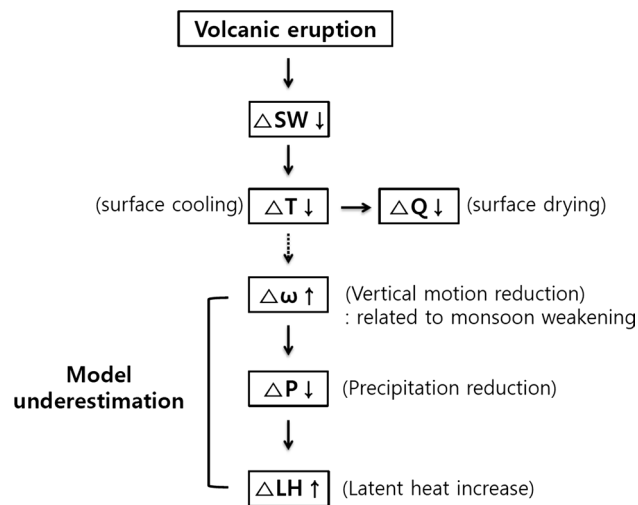 Volcanic eruption
△SW ↓
(surface cooling) △T ↓ △Q ↓ (surface drying)
△ω ↑ (Vertical motion reduction)
: related to monsoon weakening
Model
underestimation
△P ↓ (Precipitation reduction)
△LH ↑ (Latent heat increase)